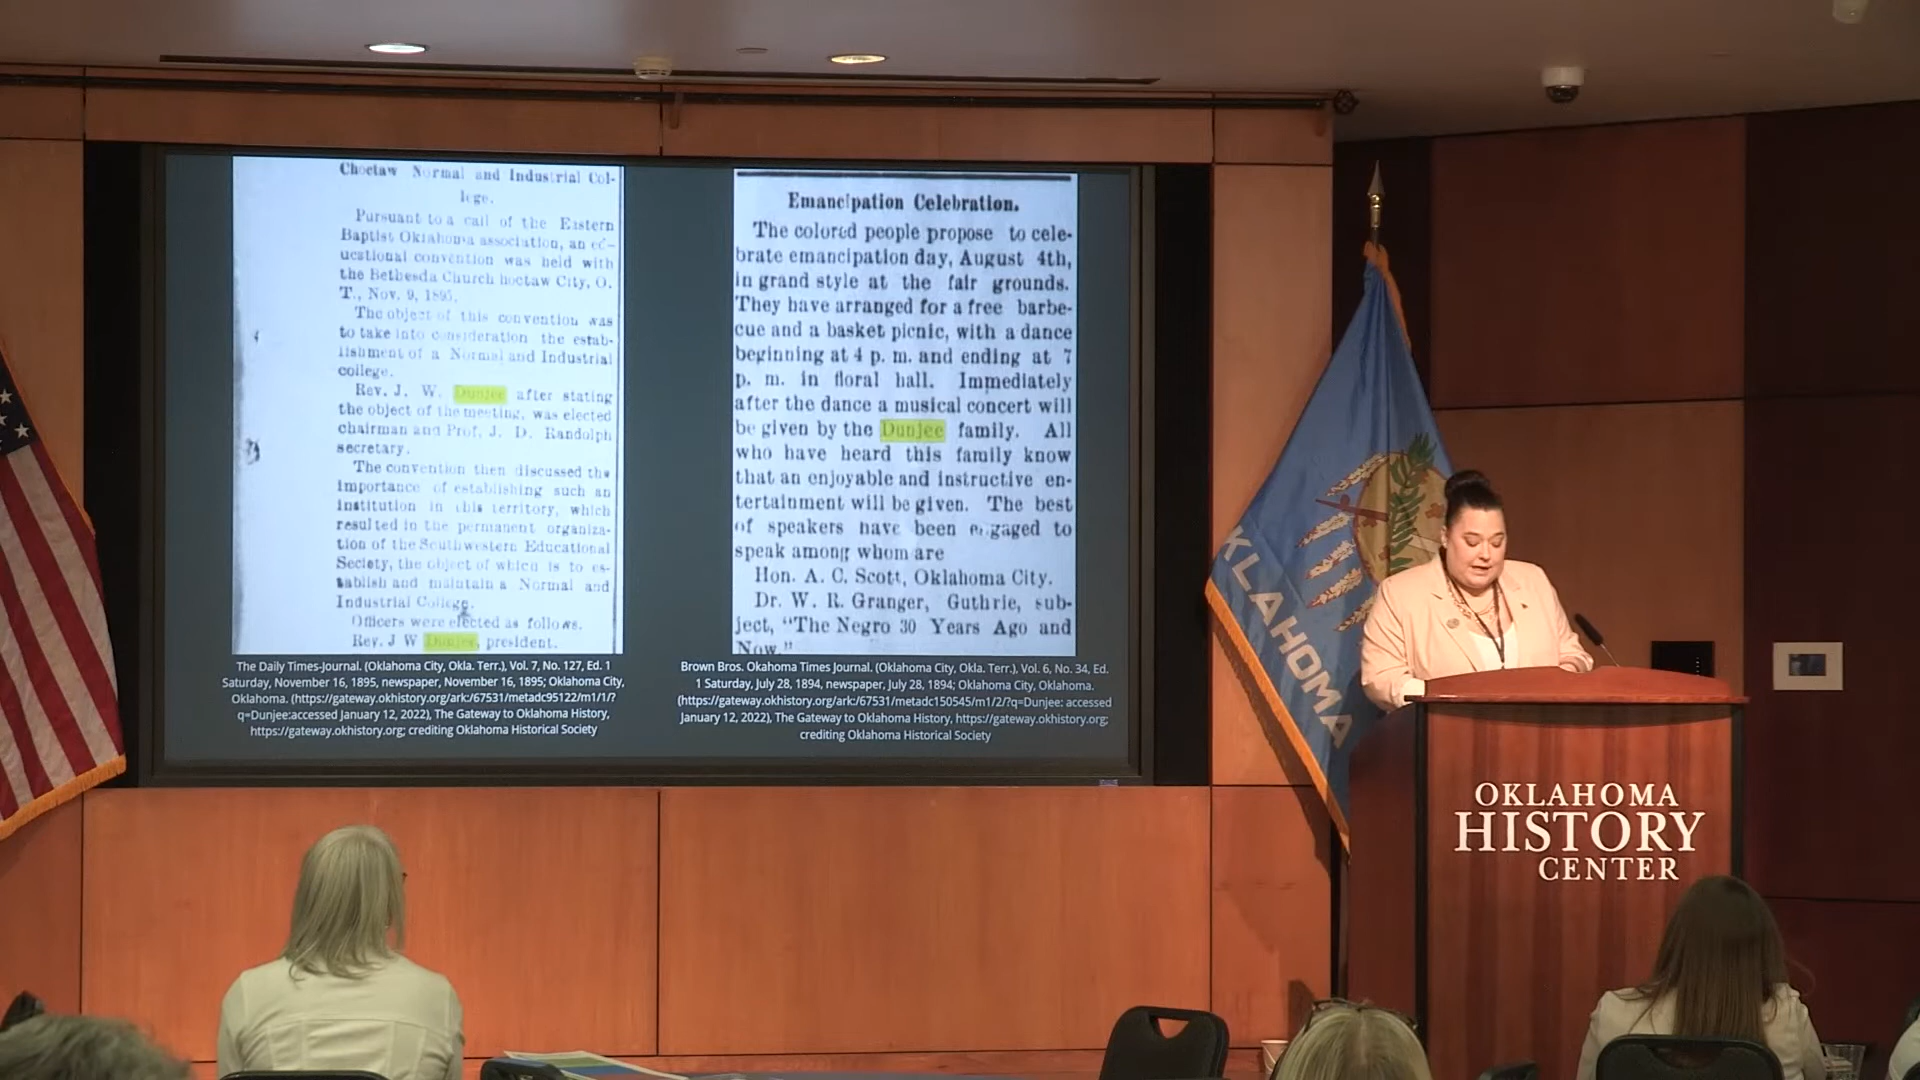 Choctaw Normal and Industrial Col-
lege.
Pursuant to a call of the Eastern
Baptist Oklahoma association, an ed-
ucational convention was held with
the Bethesda Church hoctaw City, O.
T., Nov. 9, 1895.
The object of this convention was
to take into consideration the estab-
lishment of a Normal and Industrial
college.
Rev. J. W. Dunjee after stating
the object of the meeting, was elected
chairman and Prof. J. D. Randolph
secretary.
The convention then discussed the
importance of establishing such an
institution in this territory, which
resulted in the permanent organiza-
tion of the Southwestern Educational
Society, the object of which is to es-
tablish and maintain a Normal and
Industrial College.
Officers were elected as follows.
Rev. J W Dunjee, president.
The Daily Times-Journal. (Oklahoma City, Okla. Terr.), Vol. 7, No. 127, Ed. 1
Saturday, November 16, 1895, newspaper, November 16, 1895; Oklahoma City,
Oklahoma. (https://gateway.okhistory.org/ark:/67531/metadc95122/m1/1/?
q=Dunjee:accessed January 12, 2022), The Gateway to Oklahoma History,
https://gateway.okhistory.org; crediting Oklahoma Historical Society
Emancipation Celebration.
The colored people propose to cele-
brate emancipation day, August 4th,
in grand style at the fair grounds.
They have arranged for a free barbe-
cue and a basket picnic, with a dance
beginning at 4 p. m. and ending at 7
p. m. in floral hall. Immediately
after the dance a musical concert will
be given by the Dunjee family. All
who have heard this family know
that an enjoyable and instructive en-
tertainment will be given. The best
of speakers have been engaged to
speak among whom are
Hon. A. C. Scott, Oklahoma City.
Dr. W. R. Granger, Guthrie, sub-
ject, "The Negro 30 Years Ago and
Now."
Brown Bros. Okahoma Times Journal. (Oklahoma City, Okla. Terr.), Vol. 6, No. 34, Ed.
1 Saturday, July 28, 1894, newspaper, July 28, 1894; Oklahoma City, Oklahoma.
(https://gateway.okhistory.org/ark:/67531/metadc150545/m1/2/?q=Dunjee: accessed
January 12, 2022), The Gateway to Oklahoma History, https://gateway.okhistory.org;
crediting Oklahoma Historical Society
KLAHOMA
OKLAHOMA
HISTORY
CENTER